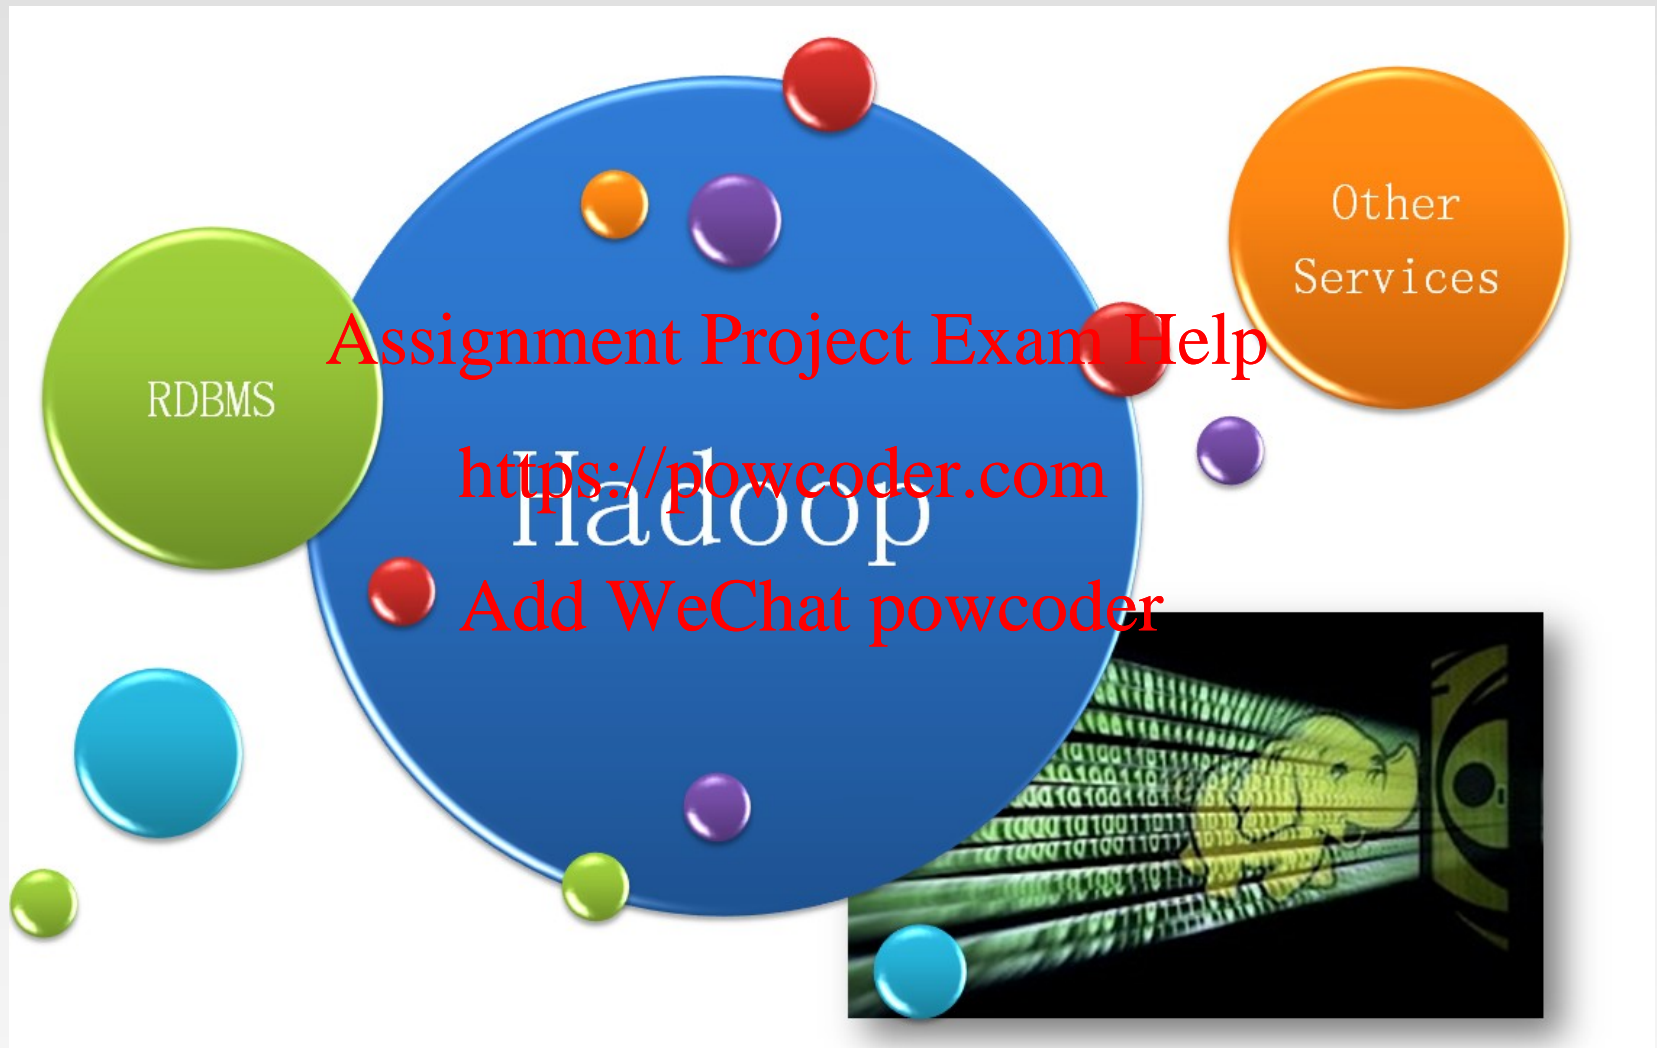 Other
Services
Assignment Project Exam Help
RDBMS
https://powcoder.com
Hadoop
Add WeChat powcoder